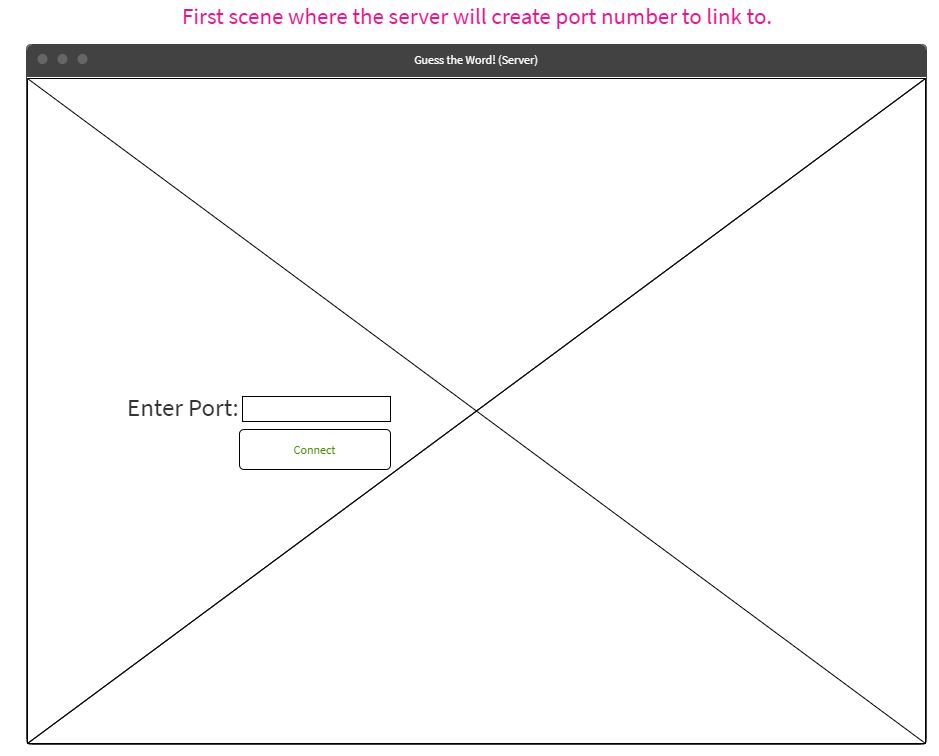 First scene where the server will create port number to link to.
Guess the Word! (Server)
Enter Port:
Connect